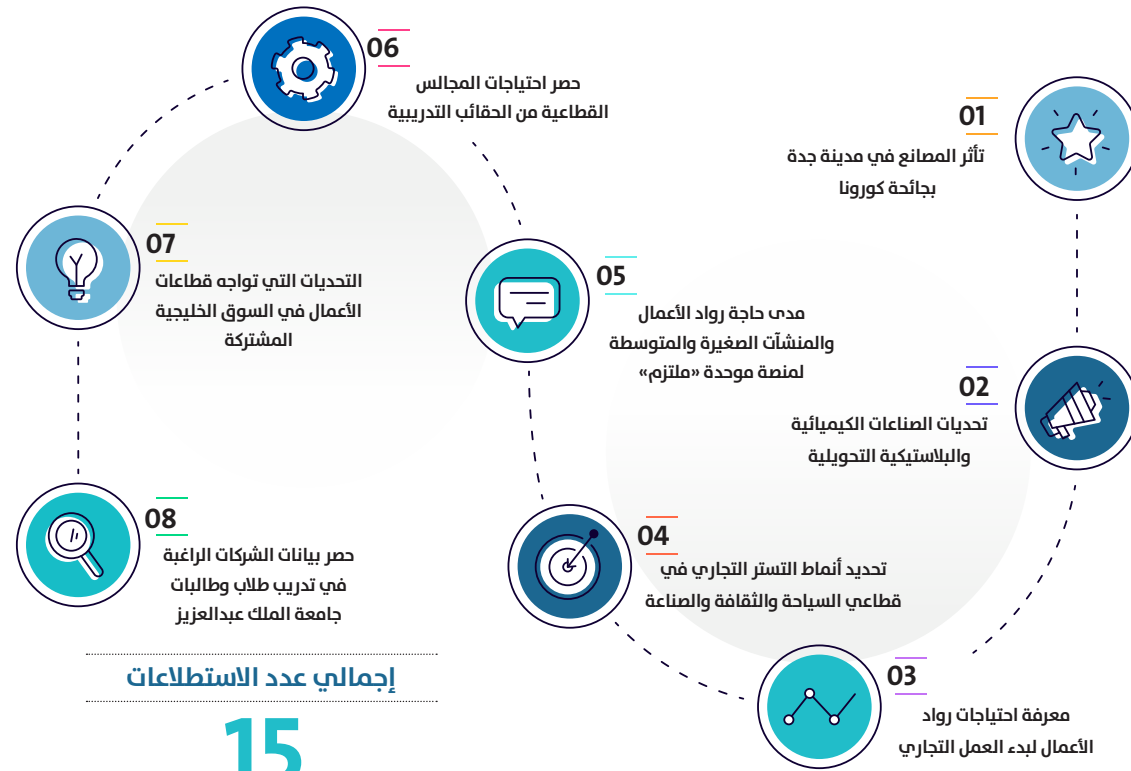 01
تأثر المصانع في مدينة جدة
بجائحة كورونا
02
تحديات الصناعات الكيميائية
والبلاستيكية التحويلية
03
معرفة احتياجات رواد
الأعمال لبدء العمل التجاري
04
تحديد أنماط التستر التجاري في
قطاعي السياحة والثقافة والصناعة
05
مدى حاجة رواد الأعمال
والمنشآت الصغيرة والمتوسطة
لمنصة موحدة «ملتزم»
06
حصر احتياجات المجالس
القطاعية من الحقائب التدريبية
07
التحديات التي تواجه قطاعات
الأعمال في السوق الخليجية
المشتركة
08
حصر بيانات الشركات الراغبة
في تدريب طلاب وطالبات
جامعة الملك عبدالعزيز
إجمالي عدد الاستطلاعات
15